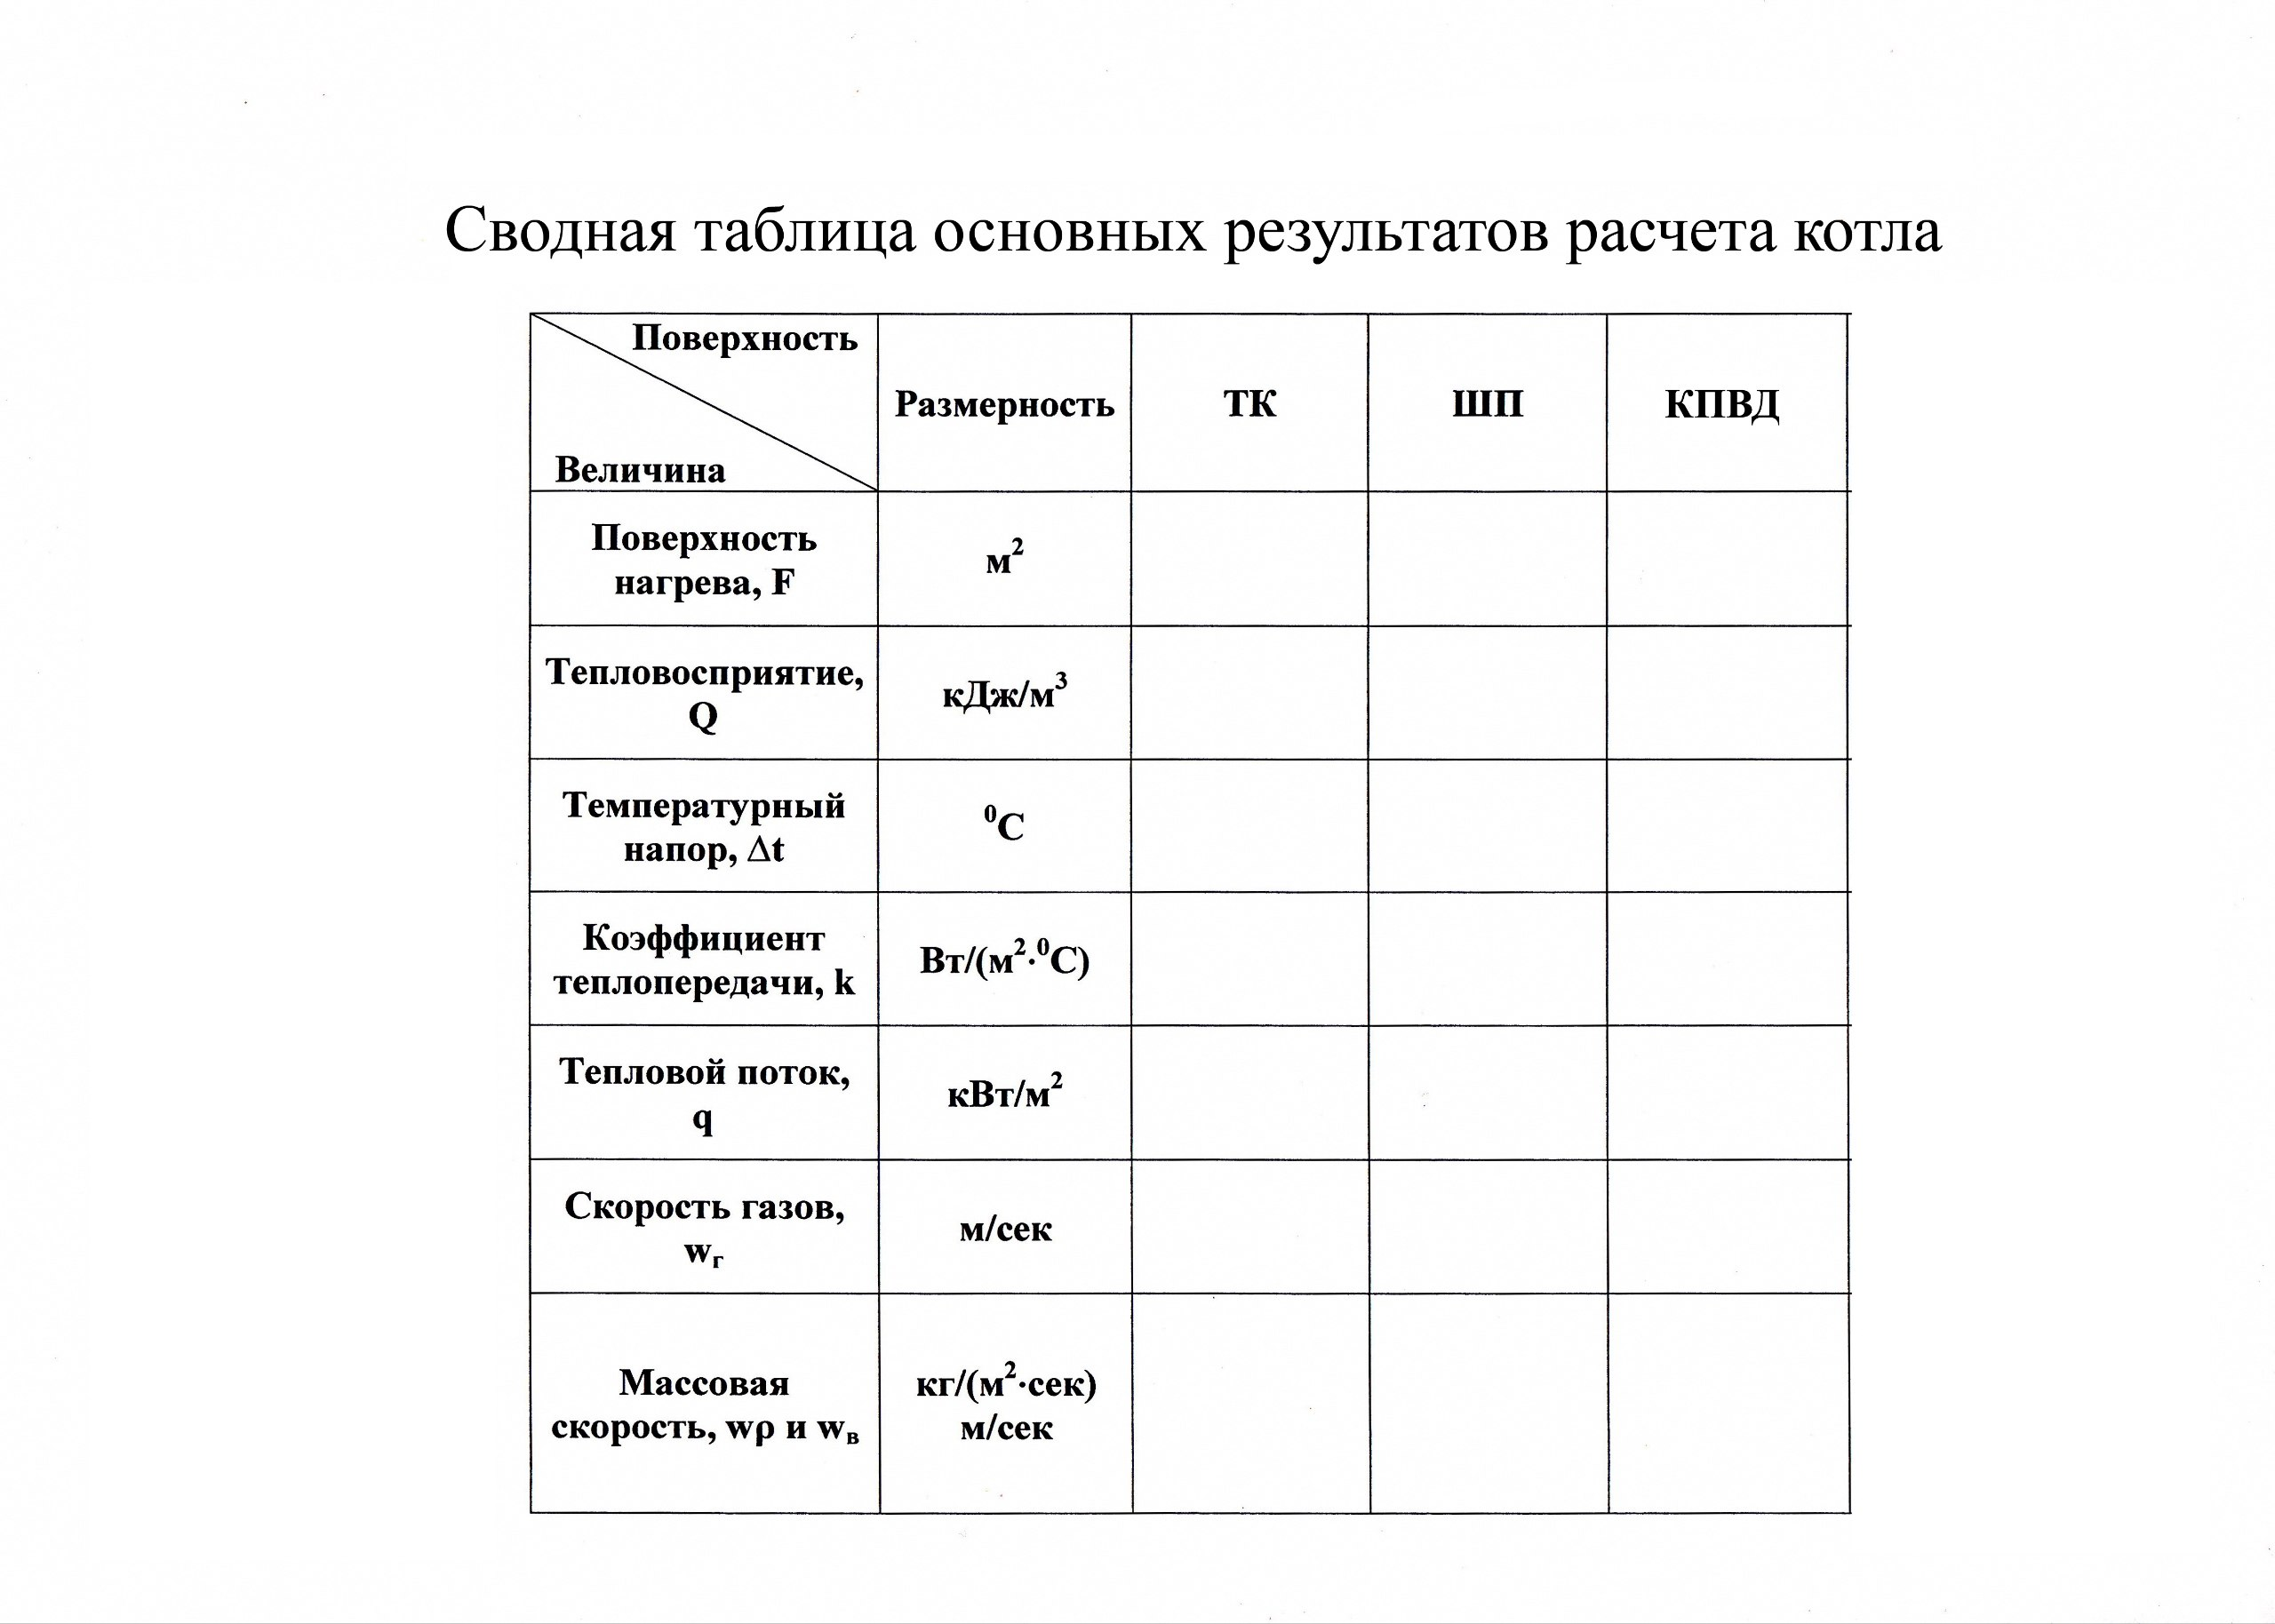 Сводная таблица основных результатов расчета котла
Поверхность
Величина
Размерность
ТК
ШП
КПВД
Поверхность
нагрева, F
м²
Тепловосприятие,
Q
кДж/м³
Температурный
напор, Δt
⁰С
Коэффициент
теплопередачи, k
Вт/(м²·⁰С)
Тепловой поток,
q
кВт/м²
Скорость газов,
wг
м/сек
Массовая
скорость, wρ и wв
кг/(м²·сек)
м/сек